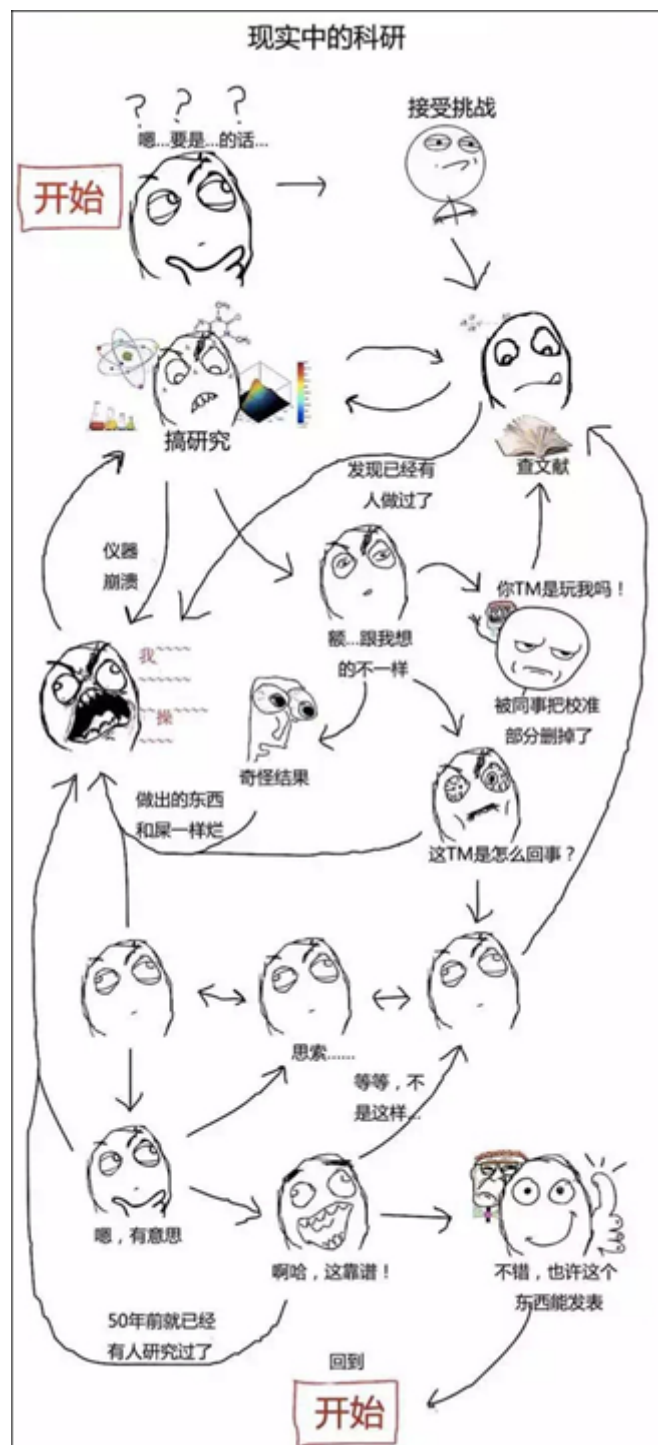 现实中的科研
? ? ?
嗯...要是...的话...
开始
接受挑战
搞研究
查文献
发现已经有
人做过了
仪器
崩溃
你TM是玩我吗！
额...跟我想
的不一样
我~~~~~
~~~~~
~~操~~~~~
~~~~~
被同事把校准
部分删掉了
奇怪结果
做出的东西
和屎一样烂
这TM是怎么回事？
思索......
等等，不
是这样...
嗯，有意思
啊哈，这靠谱！
不错，也许这个
东西能发表
50年前就已经
有人研究过了
回到
开始